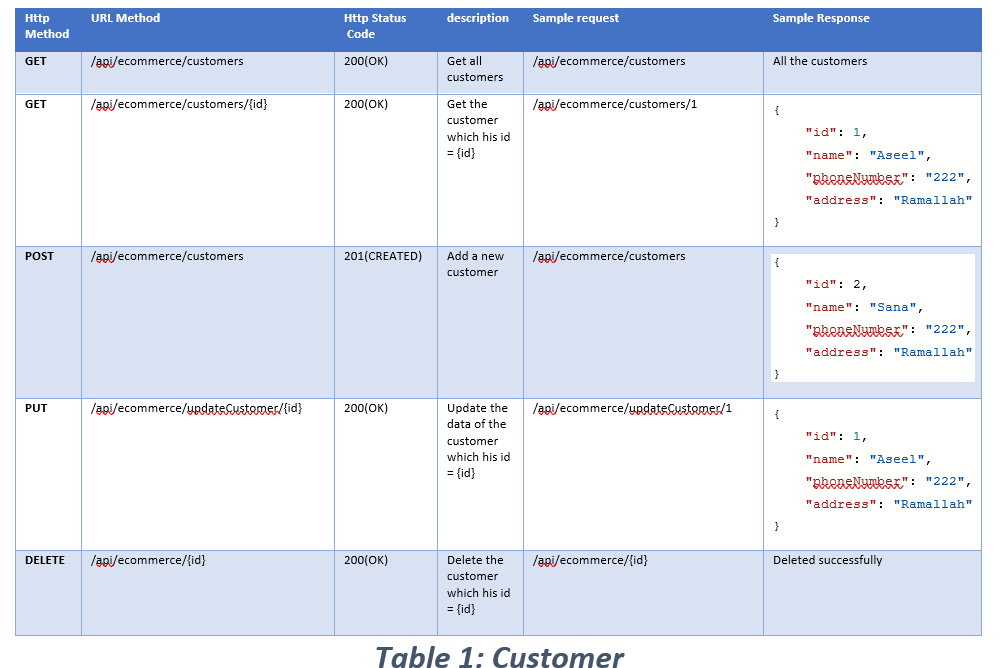 Http Method URL Method Http Status Code description Sample request Sample Response
GET /api/ecommerce/customers 200(OK) Get all customers /api/ecommerce/customers All the customers
GET /api/ecommerce/customers/{id} 200(OK) Get the customer which his id = {id} /api/ecommerce/customers/1
{
"id": 1,
"name": "Aseel",
"phoneNumber": "222",
"address": "Ramallah"
}
POST /api/ecommerce/customers 201(CREATED) Add a new customer /api/ecommerce/customers
{
"id": 2,
"name": "Sana",
"phoneNumber": "222",
"address": "Ramallah"
}
PUT /api/ecommerce/updateCustomer/{id} 200(OK) Update the data of the customer which his id = {id} /api/ecommerce/updateCustomer/1
{
"id": 1,
"name": "Aseel",
"phoneNumber": "222",
"address": "Ramallah"
}
DELETE /api/ecommerce/{id} 200(OK) Delete the customer which his id = {id} /api/ecommerce/{id} Deleted successfully
Table 1: Customer